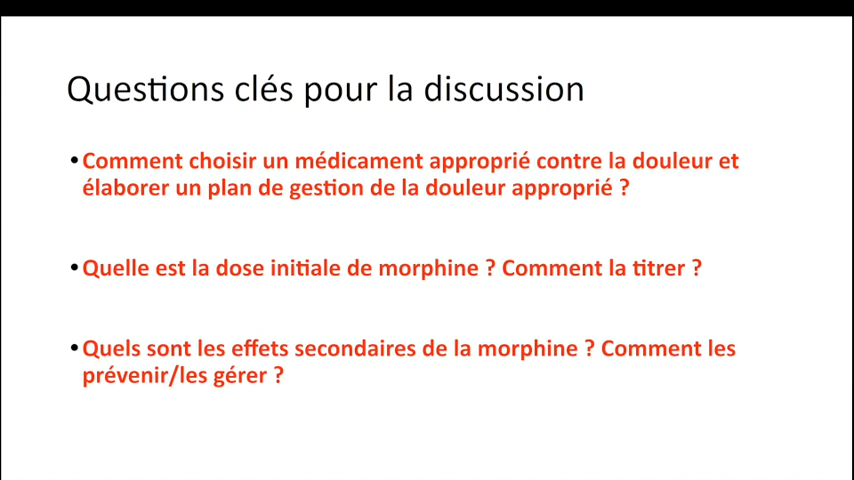 Questions clés pour la discussion
•Comment choisir un médicament approprié contre la douleur et
élaborer un plan de gestion de la douleur approprié ?
•Quelle est la dose initiale de morphine ? Comment la titrer ?
•Quels sont les effets secondaires de la morphine ? Comment les
prévenir/les gérer ?